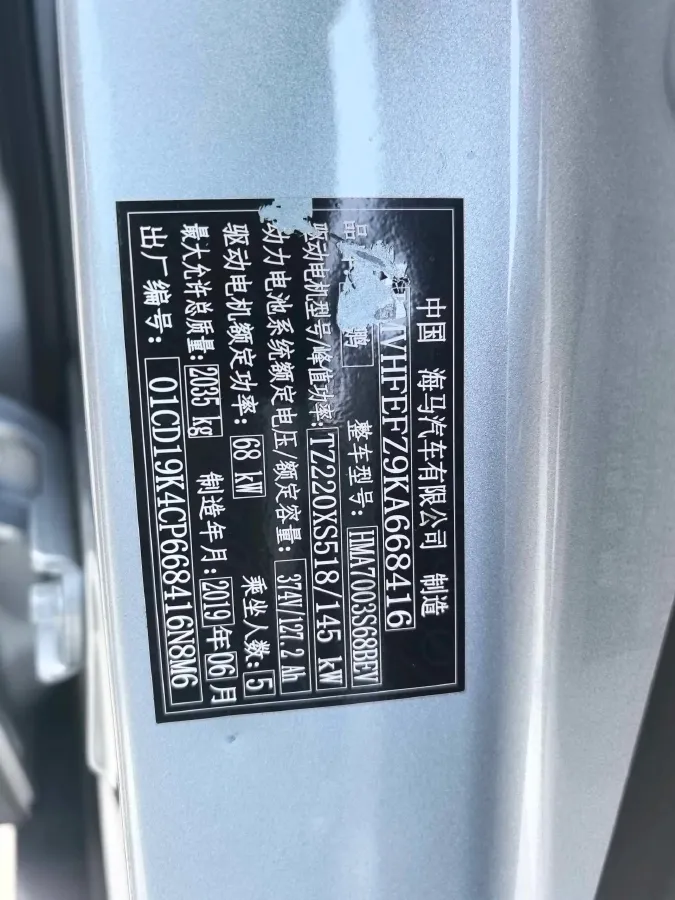 中国 海马汽车有限公司 制造
VHFEFZ9KA668416
品 鹏 整车型号: HMA7003S68BEV
驱动电机型号/峰值功率: TZ220XS518/145 kW
动力电池系统额定电压/额定容量: 374V/127.2 Ah
驱动电机额定功率: 68 kW 乘坐人数: 5
最大允许总质量: 2035 kg 制造年月: 2019年06月
出厂编号: 01CD19K4CP668416N8M6